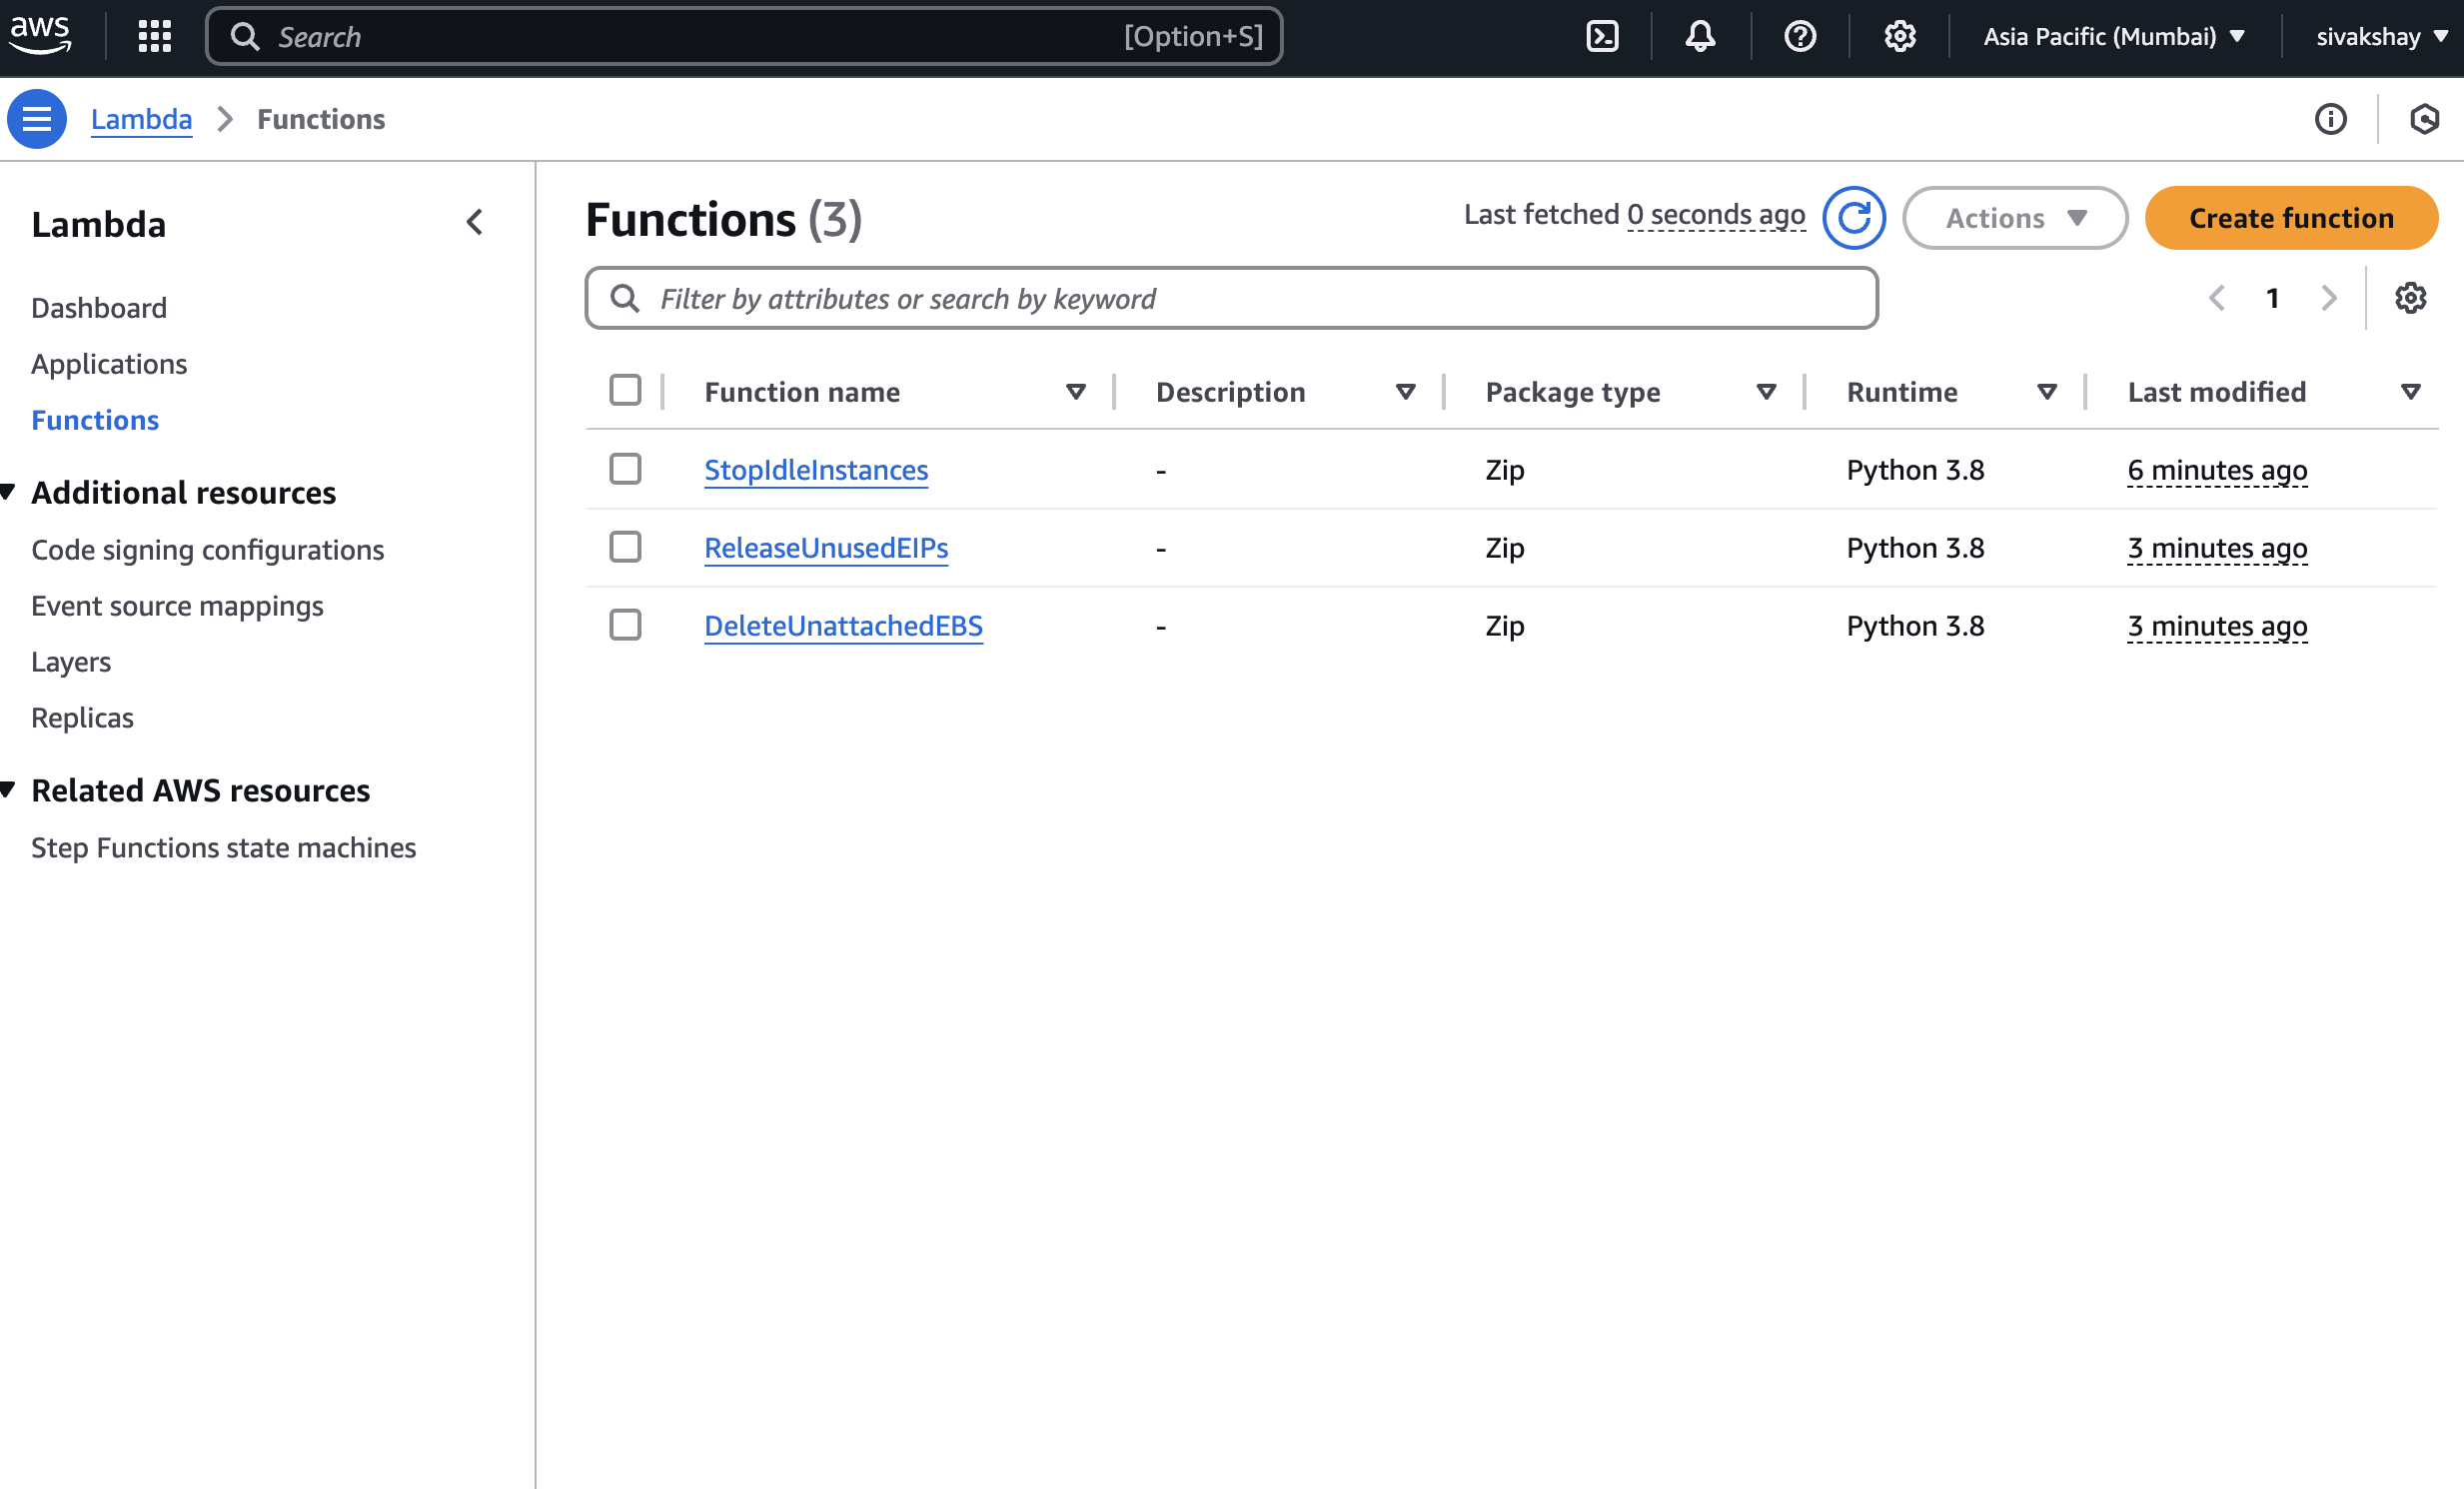 aws Search [Option+S] Asia Pacific (Mumbai) sivakshay
Lambda Functions
Lambda
Dashboard
Applications
Functions
Additional resources
Code signing configurations
Event source mappings
Layers
Replicas
Related AWS resources
Step Functions state machines
Functions (3) Last fetched 0 seconds ago Actions Create function
Filter by attributes or search by keyword 1
Function name Description Package type Runtime Last modified
StopIdleInstances - Zip Python 3.8 6 minutes ago
ReleaseUnusedEIPs - Zip Python 3.8 3 minutes ago
DeleteUnattachedEBS - Zip Python 3.8 3 minutes ago